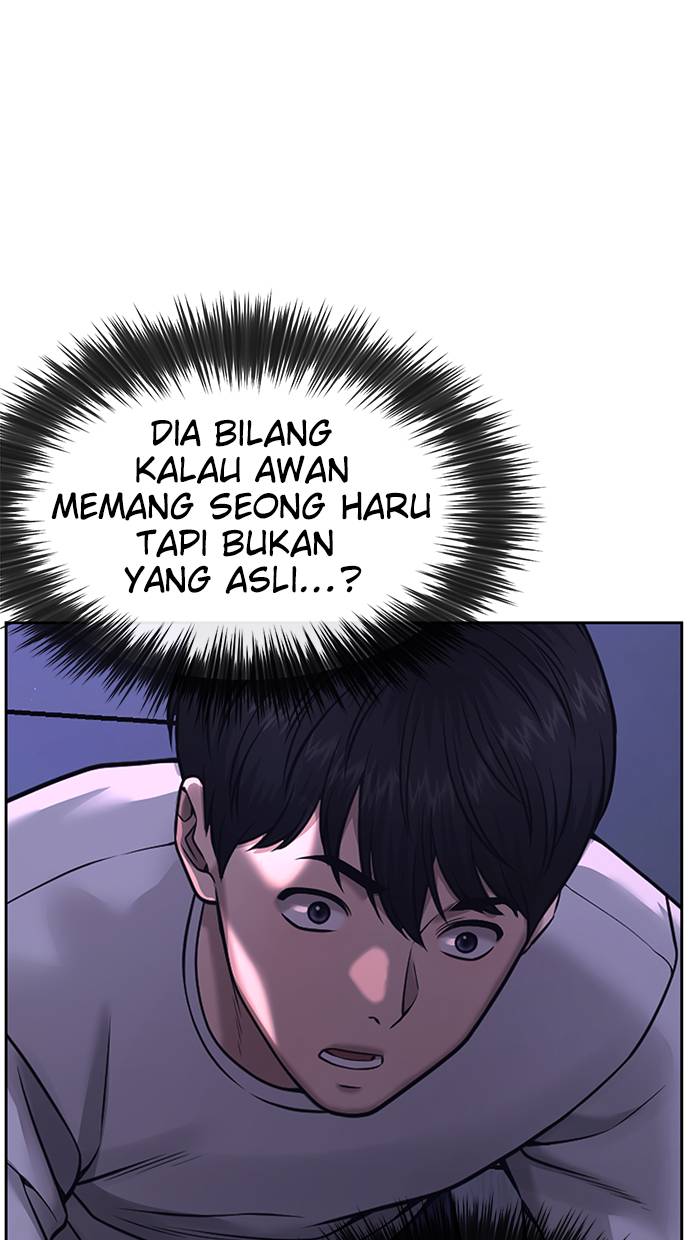 DIA BILANG
KALAU AWAN
MEMANG SEONG HARU
TAPI BUKAN
YANG ASLI...?